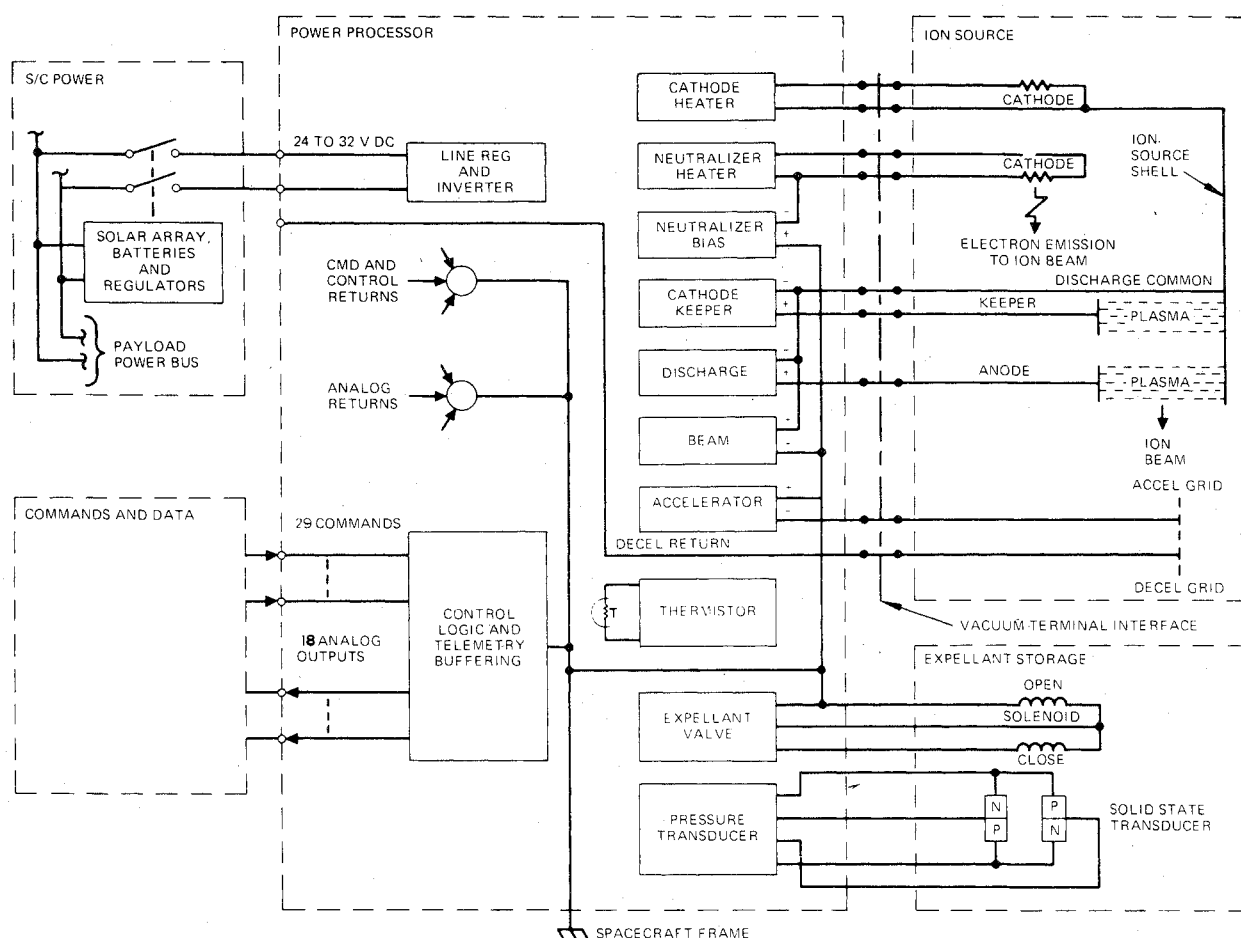 POWER PROCESSOR
ION SOURCE
S/C POWER
24 TO 32 V DC
LINE REG
AND
INVERTER
SOLAR ARRAY,
BATTERIES
AND
REGULATORS
PAYLOAD
POWER BUS
CMD AND
CONTROL
RETURNS
ANALOG
RETURNS
COMMANDS AND DATA
29 COMMANDS
18 ANALOG
OUTPUTS
CONTROL
LOGIC AND
TELEMETRY
BUFFERING
CATHODE
HEATER
NEUTRALIZER
HEATER
NEUTRALIZER
BIAS
-
+
CATHODE
KEEPER
-
+
DISCHARGE
-
+
BEAM
+
-
ACCELERATOR
+
-
DECEL RETURN
T
THERMISTOR
EXPELLANT
VALVE
PRESSURE
TRANSDUCER
CATHODE
CATHODE
ION
SOURCE
SHELL
ELECTRON EMISSION
TO ION BEAM
DISCHARGE COMMON
KEEPER
PLASMA
ANODE
PLASMA
ION
BEAM
ACCEL GRID
DECEL GRID
VACUUM-TERMINAL INTERFACE
EXPELLANT STORAGE
OPEN
SOLENOID
CLOSE
N
P
P
N
SOLID STATE
TRANSDUCER
SPACECRAFT FRAME